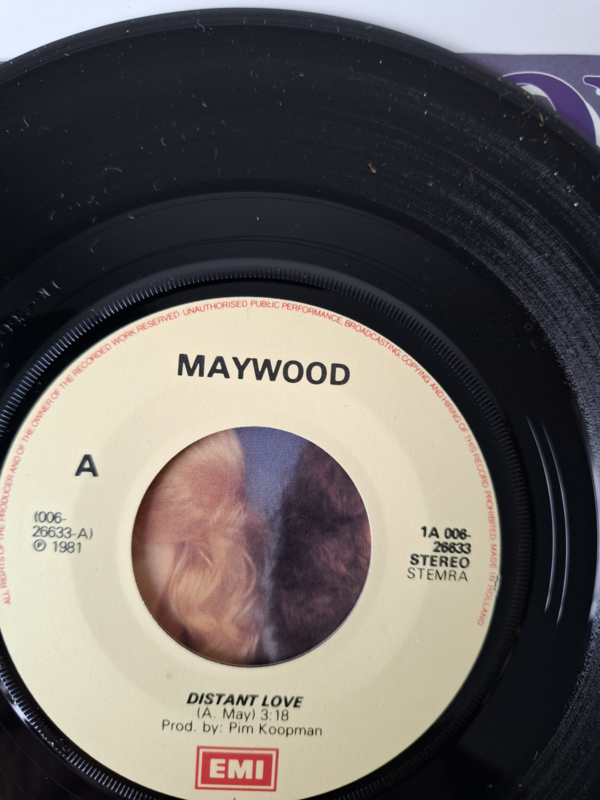 ALL RIGHTS OF THE PRODUCER AND OF THE OWNER OF THE RECORDED WORK RESERVED UNAUTHORISED PUBLIC PERFORMANCE, BROADCASTING, COPYING AND HIRING OF THIS RECORD PROHIBITED MADE IN HOLLAND
MAYWOOD
A
(006-
26633-A)
℗ 1981
1A 006-
26633
STEREO
STEMRA
DISTANT LOVE
(A. May) 3:18
Prod. by: Pim Koopman
EMI